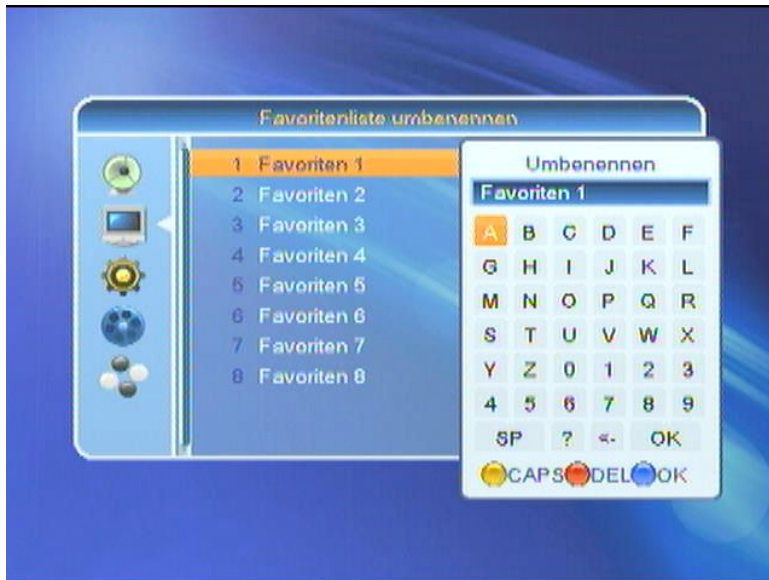 Favoritenliste umbenennen
1 Favoriten 1
2 Favoriten 2
3 Favoriten 3
4 Favoriten 4
5 Favoriten 5
6 Favoriten 6
7 Favoriten 7
8 Favoriten 8
Umbenennen
Favoriten 1
A B C D E F
G H I J K L
M N O P Q R
S T U V W X
Y Z 0 1 2 3
4 5 6 7 8 9
SP ? <- OK
CAPS DEL OK